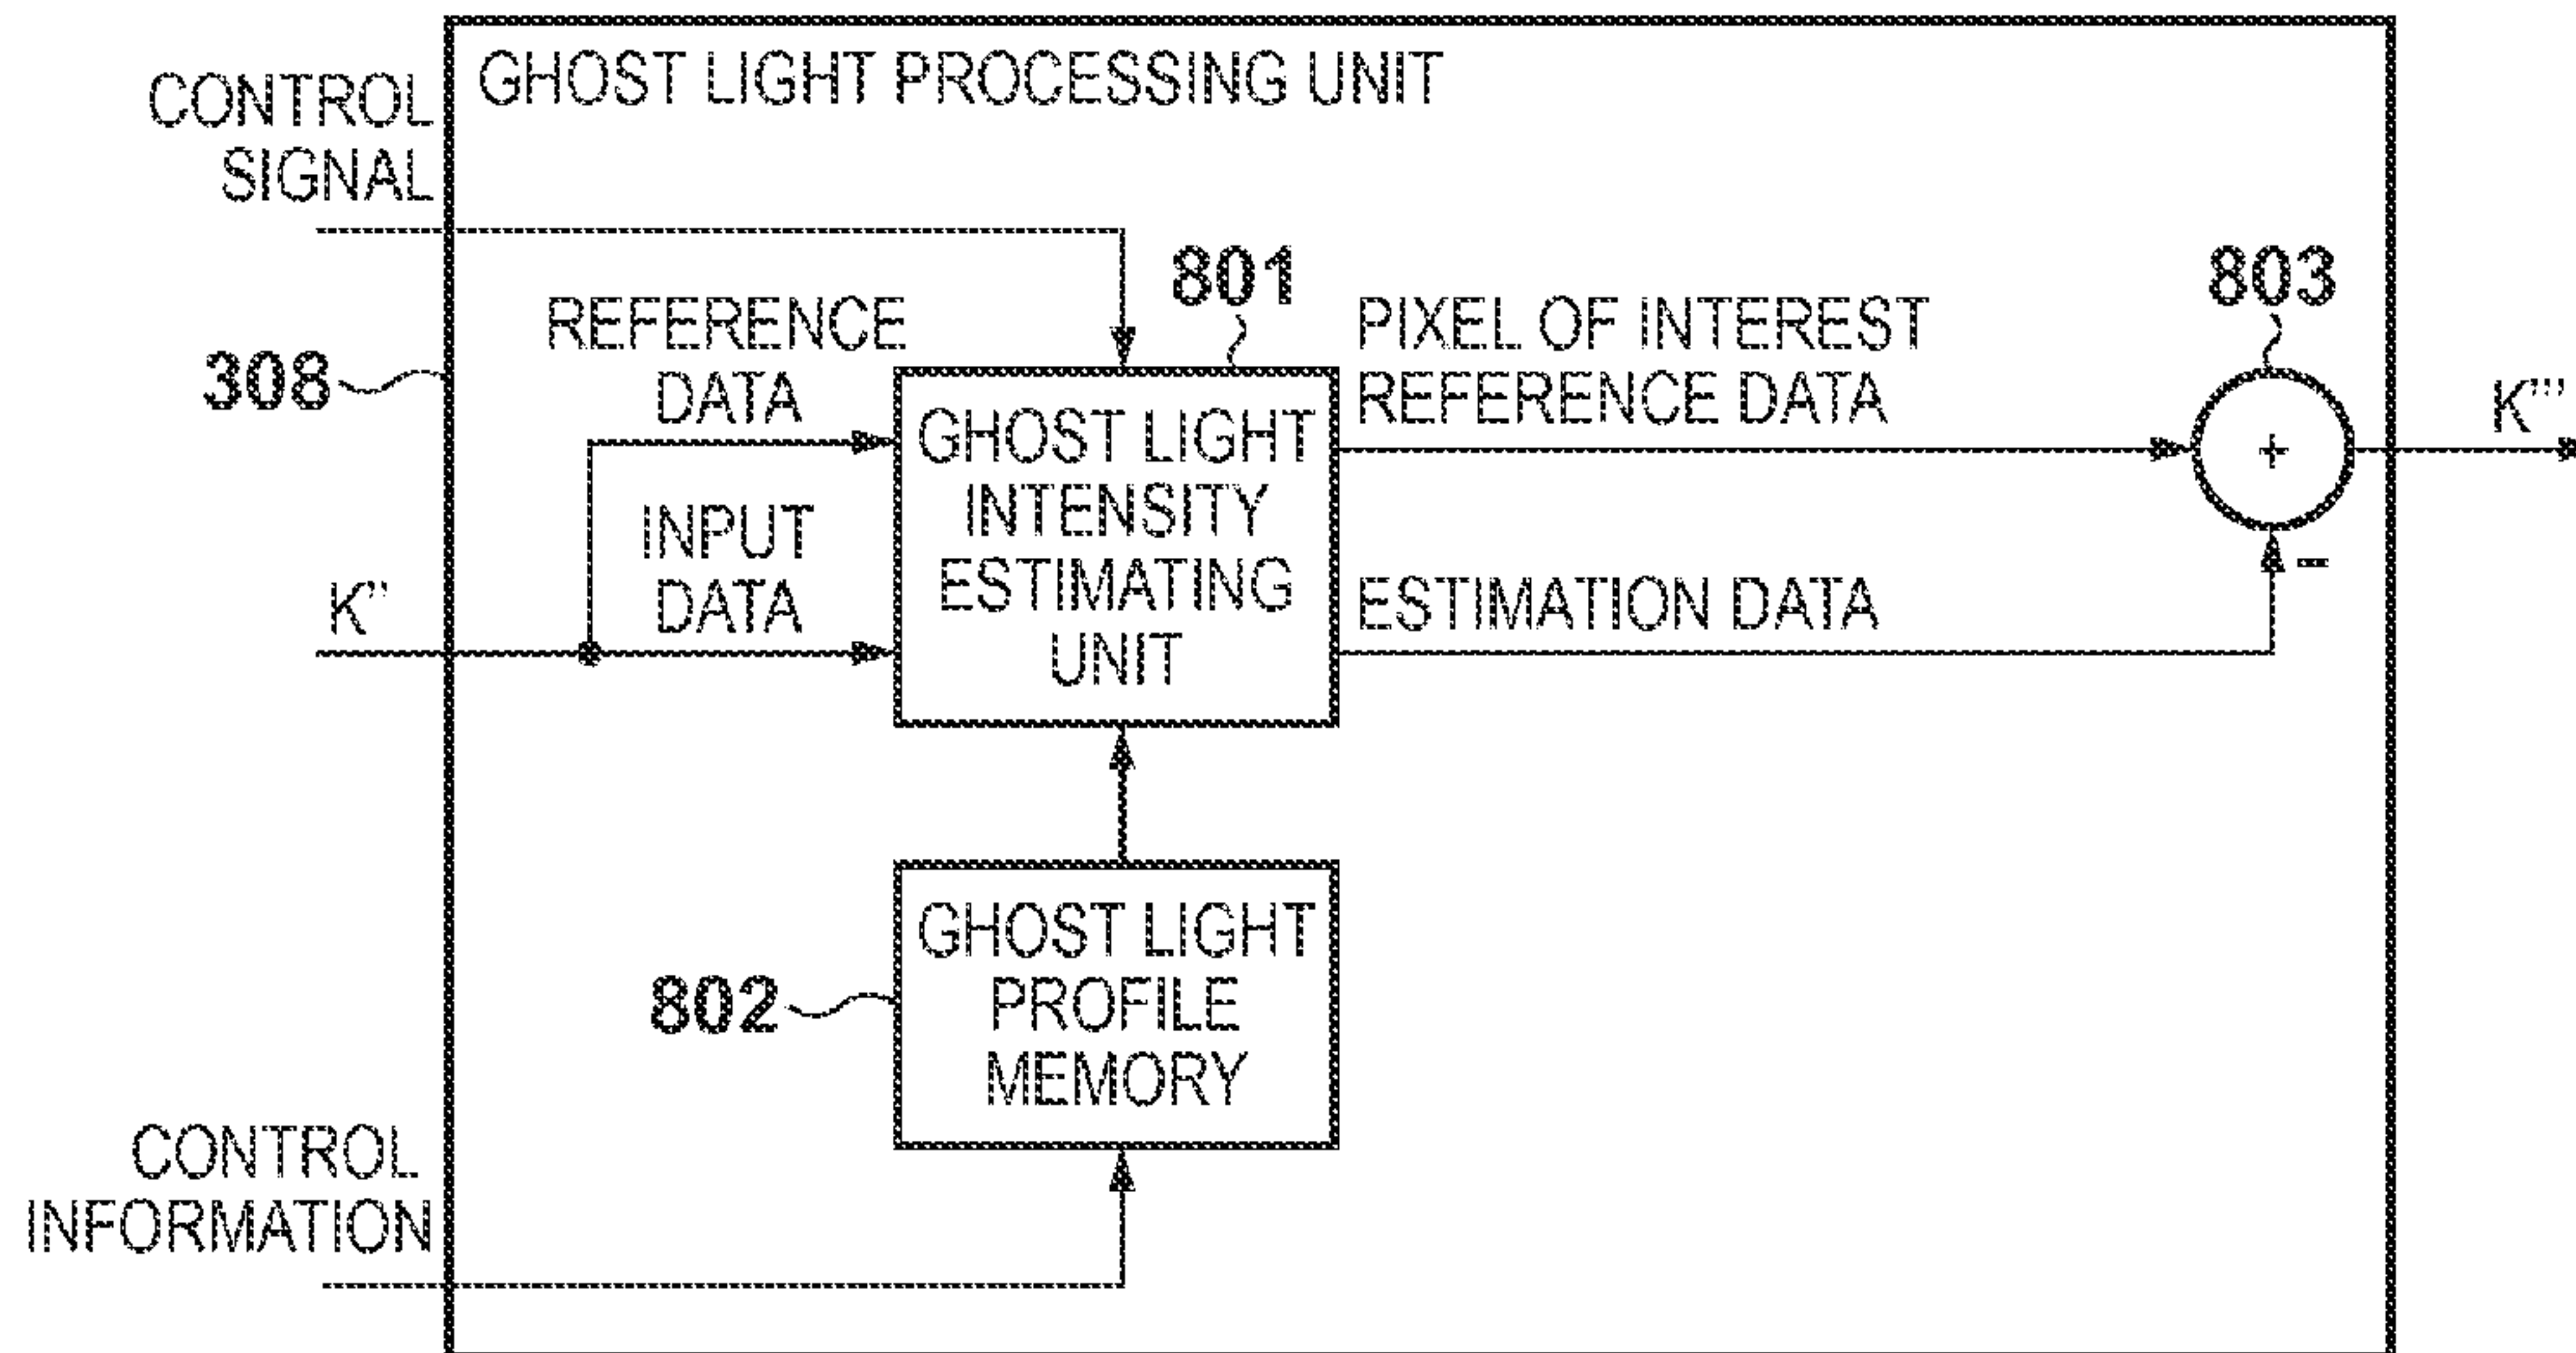 GHOST LIGHT PROCESSING UNIT
CONTROL
SIGNAL
801
803
REFERENCE
DATA
PIXEL OF INTEREST
REFERENCE DATA
308
GHOST LIGHT
INTENSITY
ESTIMATING
UNIT
+
K'''
INPUT
DATA
K''
ESTIMATION DATA
−
GHOST LIGHT
PROFILE
MEMORY
802
CONTROL
INFORMATION